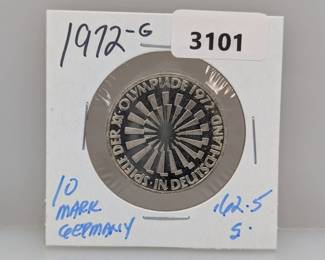 1972-G
3101
SPIELE DER XX. OLYMPIADE 1972 · IN DEUTSCHLAND
10
MARK
GERMANY
.62.5
S.